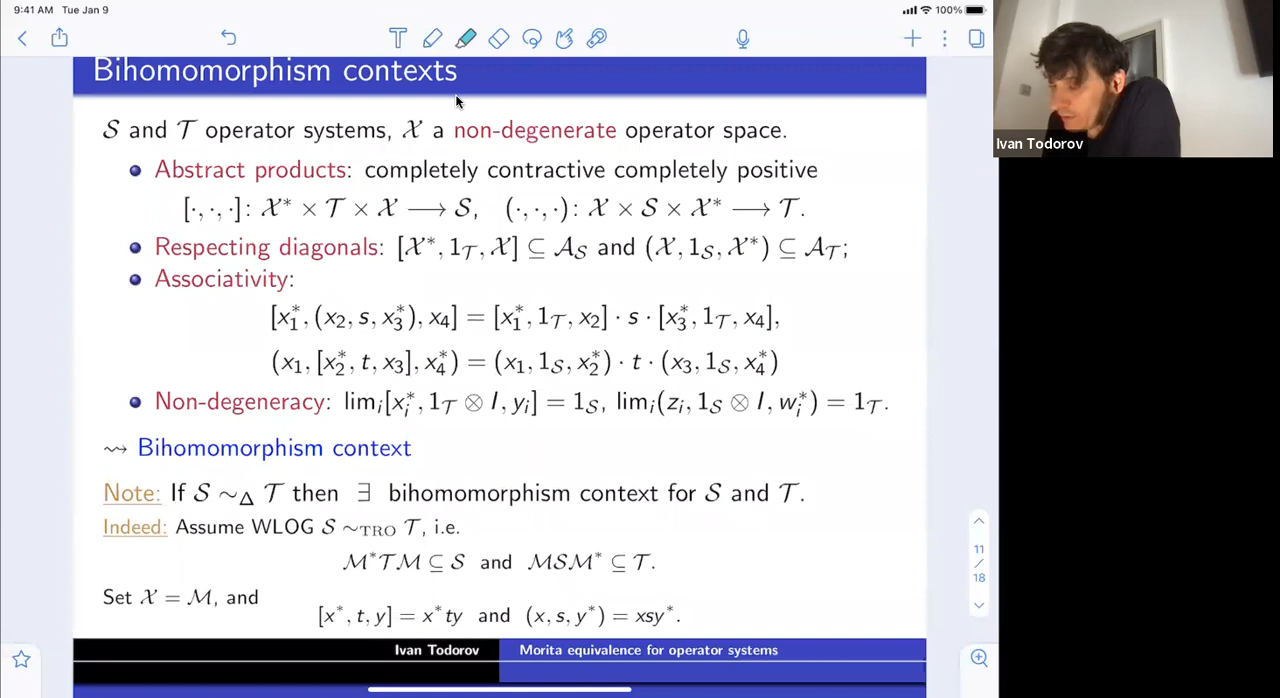 9:41 AM Tue Jan 9
100%
Bihomomorphism contexts
Ivan Todorov
𝒮 and 𝒯 operator systems, 𝒳 a non-degenerate operator space.
Abstract products: completely contractive completely positive
[·, ·, ·]: 𝒳* × 𝒯 × 𝒳 ⟶ 𝒮, (·, ·, ·): 𝒳 × 𝒮 × 𝒳* ⟶ 𝒯.
Respecting diagonals: [𝒳*, 1_𝒯, 𝒳] ⊆ 𝒜_𝒮 and (𝒳, 1_𝒮, 𝒳*) ⊆ 𝒜_𝒯;
Associativity:
[x₁*, (x₂, s, x₃*), x₄] = [x₁*, 1_𝒯, x₂] · s · [x₃*, 1_𝒯, x₄],
(x₁, [x₂*, t, x₃], x₄*) = (x₁, 1_𝒮, x₂*) · t · (x₃, 1_𝒮, x₄*)
Non-degeneracy: lim_i[x_i*, 1_𝒯 ⊗ I, y_i] = 1_𝒮, lim_i(z_i, 1_𝒮 ⊗ I, w_i*) = 1_𝒯.
⇝ Bihomomorphism context
Note: If 𝒮 ∼_Δ 𝒯 then ∃ bihomomorphism context for 𝒮 and 𝒯.
Indeed: Assume WLOG 𝒮 ∼_TRO 𝒯, i.e.
ℳ*𝒯ℳ ⊆ 𝒮 and ℳ𝒮ℳ* ⊆ 𝒯.
Set 𝒳 = ℳ, and
[x*, t, y] = x*ty and (x, s, y*) = xsy*.
11
/
18
Ivan Todorov Morita equivalence for operator systems